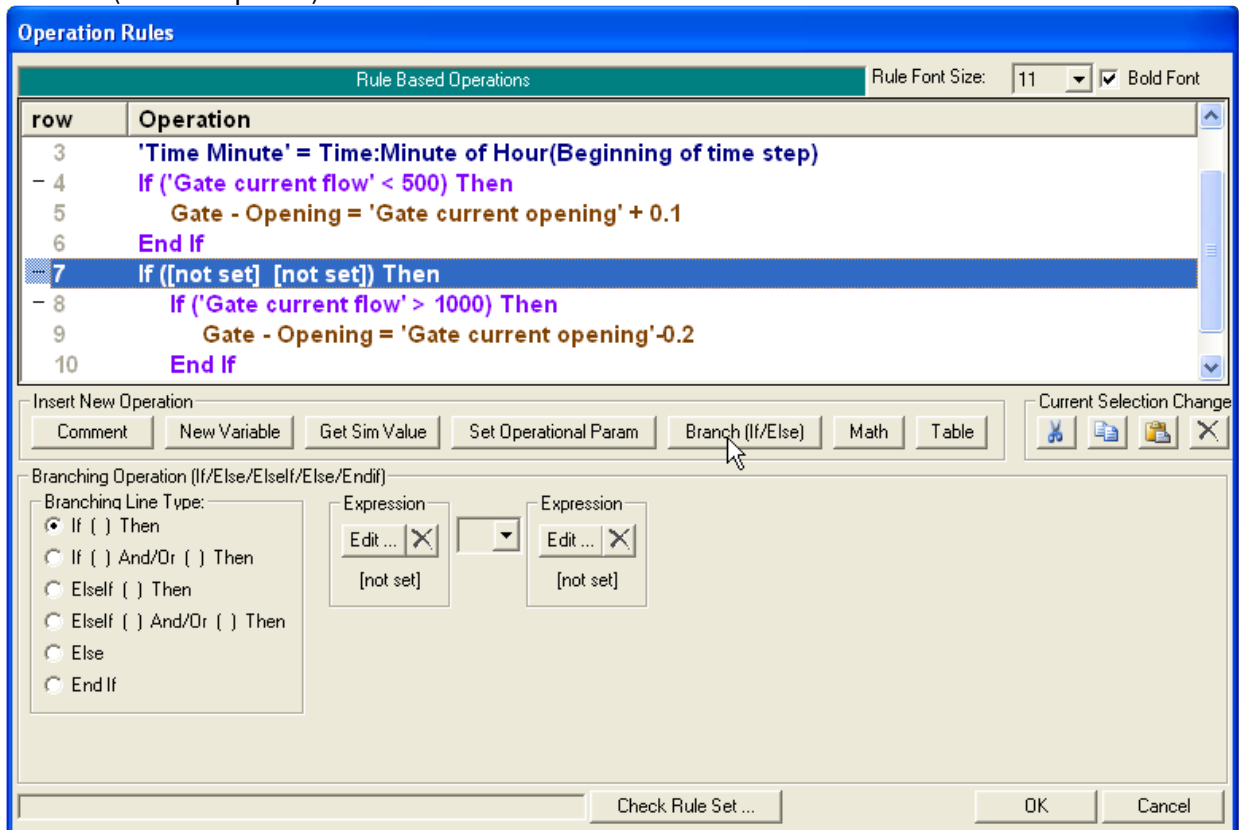 Operation Rules
Rule Based Operations Rule Font Size: 11 Bold Font
row Operation
3 'Time Minute' = Time:Minute of Hour(Beginning of time step)
4 If ('Gate current flow' < 500) Then
5 Gate - Opening = 'Gate current opening' + 0.1
6 End If
7 If ([not set] [not set]) Then
8 If ('Gate current flow' > 1000) Then
9 Gate - Opening = 'Gate current opening'-0.2
10 End If
Insert New Operation Current Selection Change
Comment New Variable Get Sim Value Set Operational Param Branch (If/Else) Math Table
Branching Operation (If/Else/ElseIf/Else/Endif)
Branching Line Type: Expression Expression
If ( ) Then
Edit ... Edit ...
If ( ) And/Or ( ) Then
[not set] [not set]
ElseIf ( ) Then
ElseIf ( ) And/Or ( ) Then
Else
End If
Check Rule Set ... OK Cancel